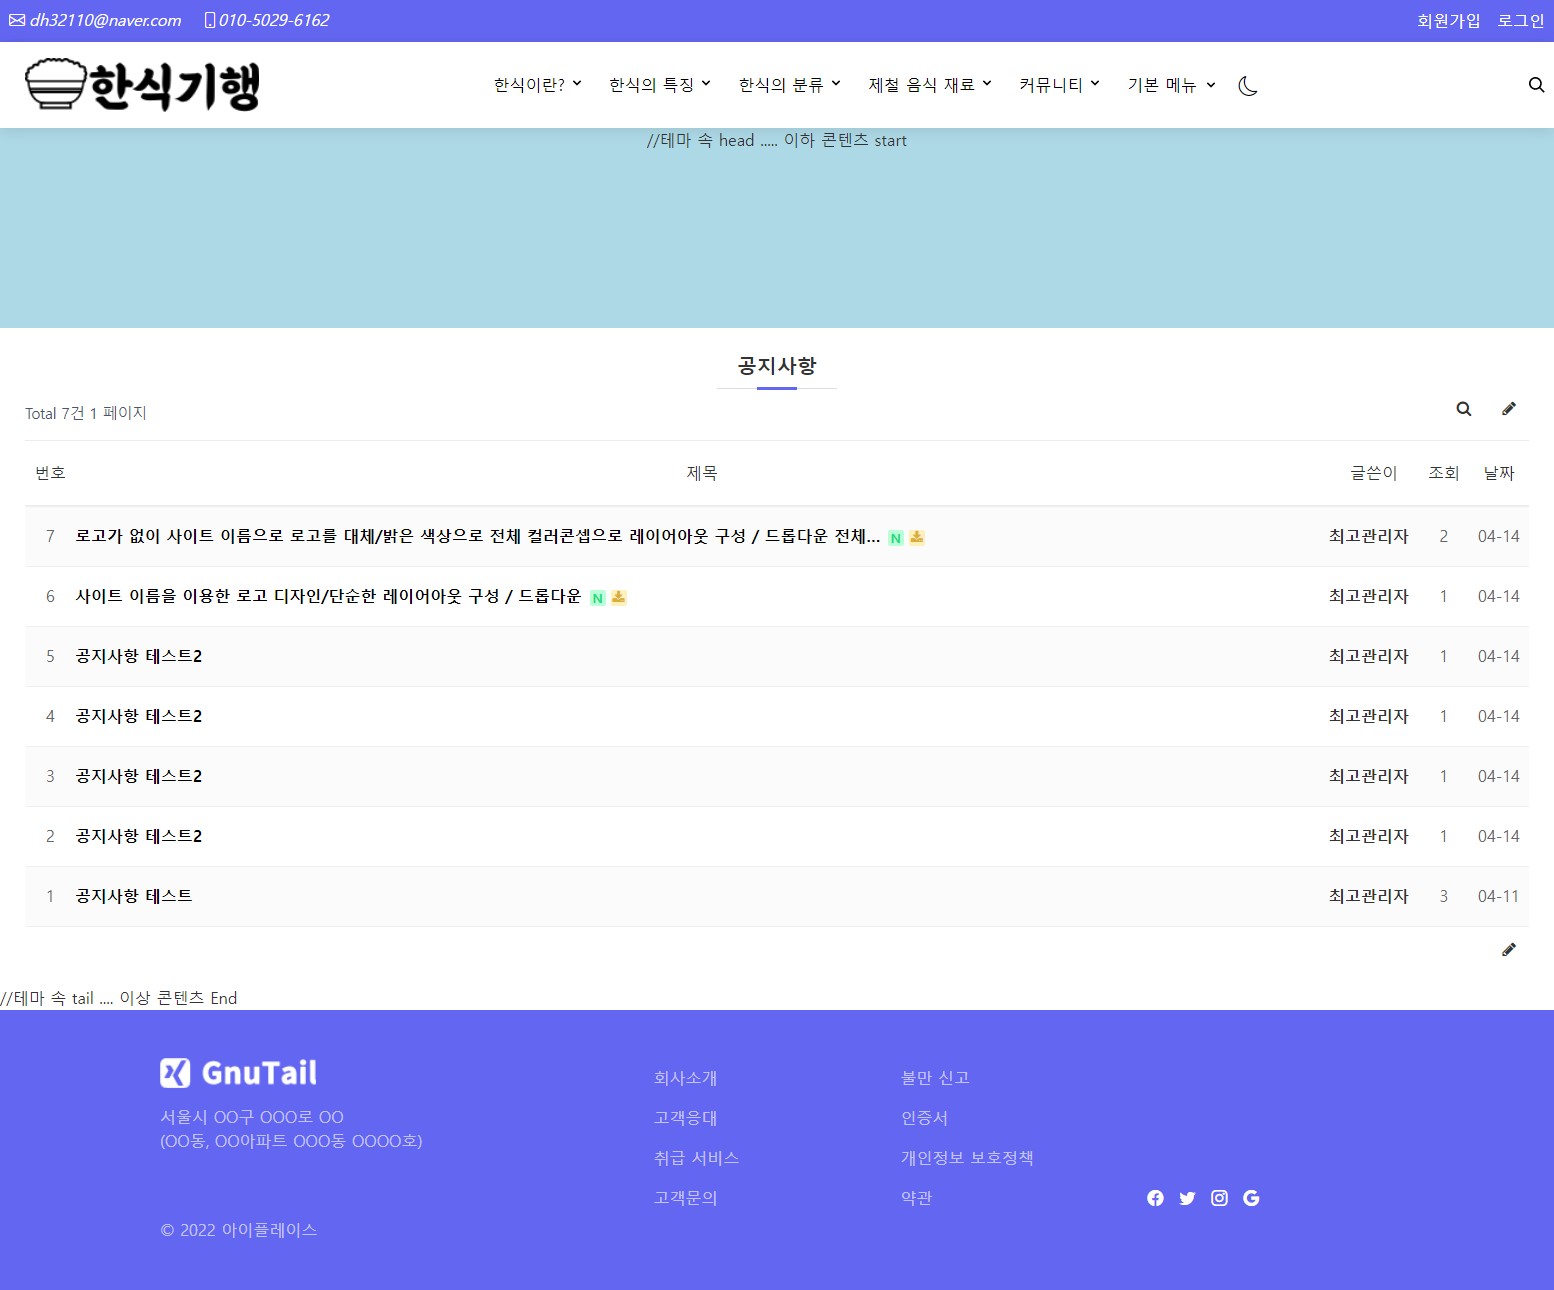 dh32110@naver.com 010-5029-6162 회원가입 로그인
한식기행 한식이란? 한식의 특징 한식의 분류 제철 음식 재료 커뮤니티 기본 메뉴
//테마 속 head ..... 이하 콘텐츠 start
공지사항
Total 7건 1 페이지
번호 제목 글쓴이 조회 날짜
7 로고가 없이 사이트 이름으로 로고를 대체/밝은 색상으로 전체 컬러콘셉으로 레이어아웃 구성 / 드롭다운 전체... N 최고관리자 2 04-14
6 사이트 이름을 이용한 로고 디자인/단순한 레이어아웃 구성 / 드롭다운 N 최고관리자 1 04-14
5 공지사항 테스트2 최고관리자 1 04-14
4 공지사항 테스트2 최고관리자 1 04-14
3 공지사항 테스트2 최고관리자 1 04-14
2 공지사항 테스트2 최고관리자 1 04-14
1 공지사항 테스트 최고관리자 3 04-11
//테마 속 tail .... 이상 콘텐츠 End
GnuTail
서울시 OO구 OOO로 OO
(OO동, OO아파트 OOO동 OOOO호)
© 2022 아이플레이스
회사소개
고객응대
취급 서비스
고객문의
불만 신고
인증서
개인정보 보호정책
약관